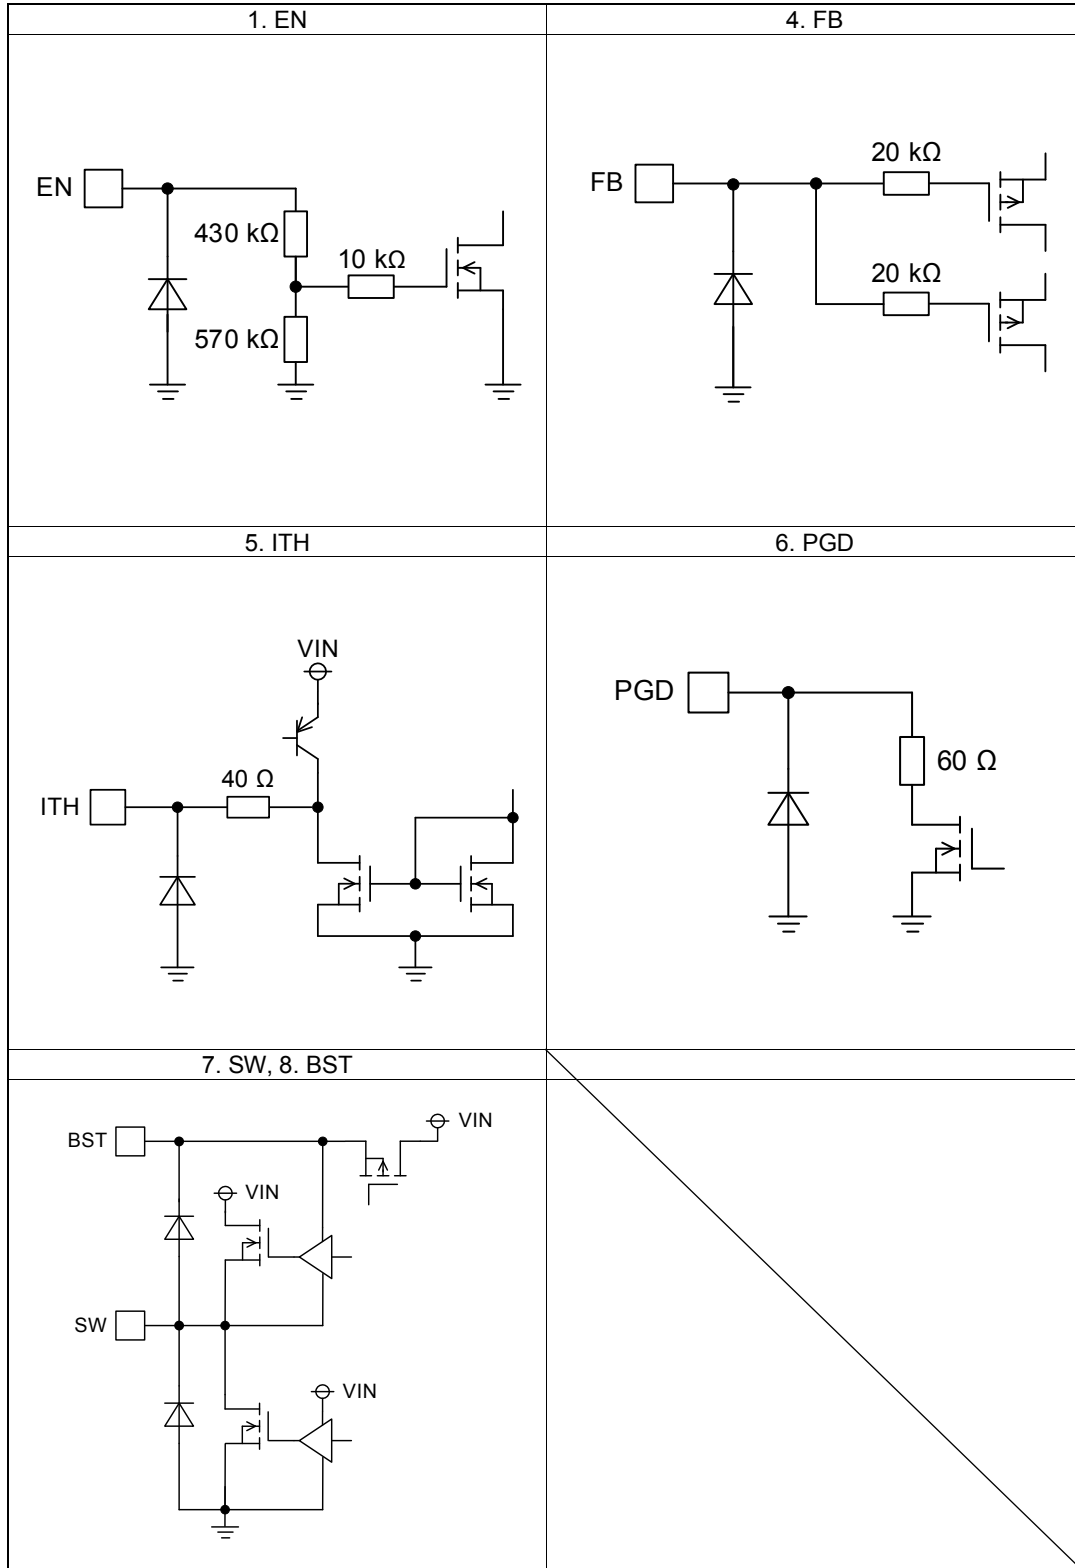 1. EN
4. FB
EN
430 kΩ
10 kΩ
570 kΩ
FB
20 kΩ
20 kΩ
5. ITH
6. PGD
VIN
ITH
40 Ω
PGD
60 Ω
7. SW, 8. BST
BST
VIN
VIN
SW
VIN